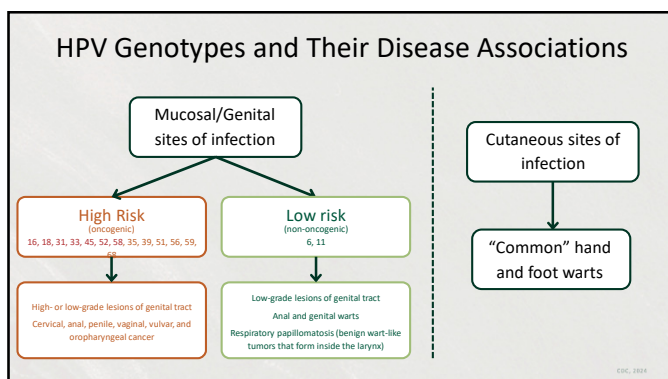 HPV Genotypes and Their Disease Associations
Mucosal/Genital
sites of infection
High Risk
(oncogenic)
16, 18, 31, 33, 45, 52, 58, 35, 39, 51, 56, 59,
68
High- or low-grade lesions of genital tract
Cervical, anal, penile, vaginal, vulvar, and
oropharyngeal cancer
Low risk
(non-oncogenic)
6, 11
Low-grade lesions of genital tract
Anal and genital warts
Respiratory papillomatosis (benign wart-like
tumors that form inside the larynx)
Cutaneous sites of
infection
“Common” hand
and foot warts
CDC, 2024